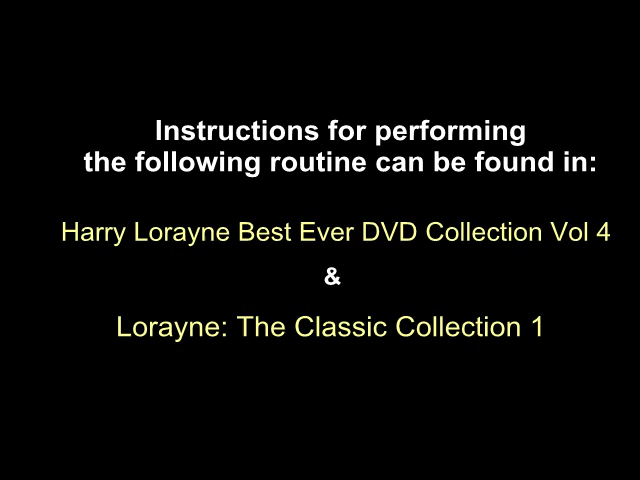 Instructions for performing
the following routine can be found in:
Harry Lorayne Best Ever DVD Collection Vol 4
&
Lorayne: The Classic Collection 1